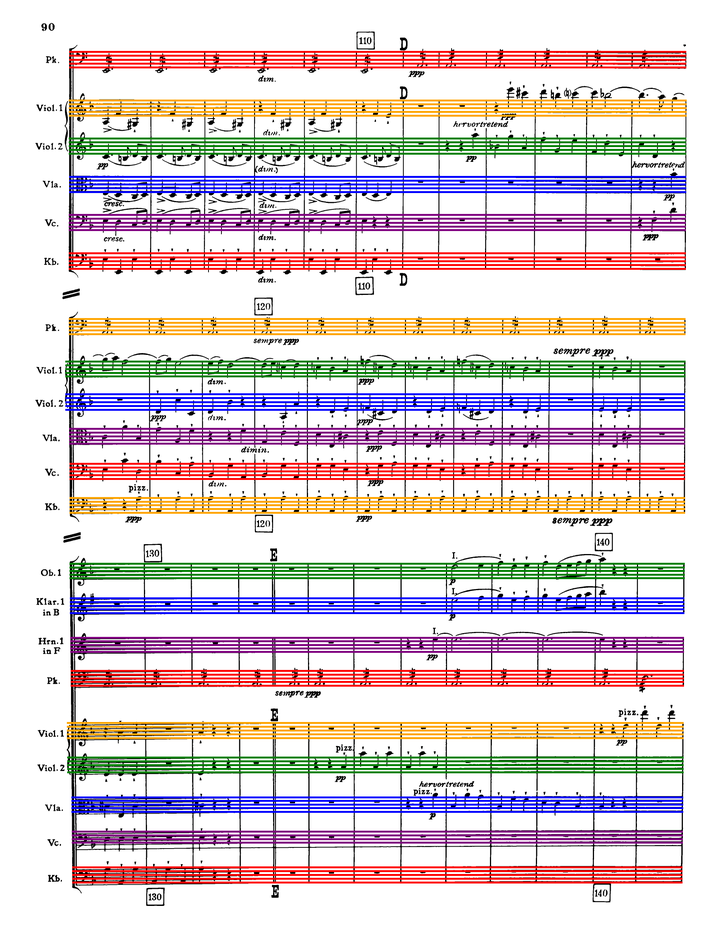 90
110 D
Pk.
dim. ppp
D
Viol.1
dim. ppp
hervortretend
Viol.2
pp (dim.) pp
hervortretend
Vla.
cresc. dim. pp
Vc.
cresc. dim. ppp
Kb.
dim. 110 D
120
Pk.
sempre ppp
sempre ppp
Viol.1
dim. ppp
Viol.2
ppp dim. ppp
Vla.
dimin. ppp
Vc.
pizz. dim. ppp
Kb.
ppp 120 ppp sempre ppp
130 E 140
Ob.1 I.
p
Klar.1 in B I.
p
Hrn.1 in F I.
pp
Pk.
sempre ppp
E
Viol.1 pizz.
pp
Viol.2 pizz.
pp
hervortretend
Vla. pizz.
p
Vc.
Kb.
130 E 140